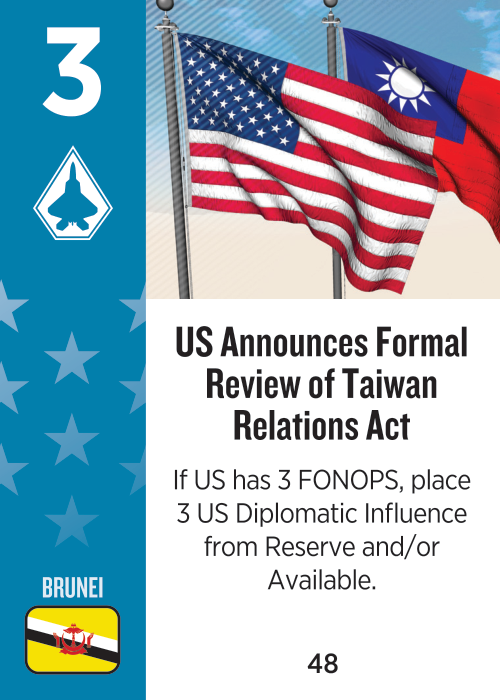 3
US Announces Formal
Review of Taiwan
Relations Act
If US has 3 FONOPS, place
3 US Diplomatic Influence
from Reserve and/or
Available.
BRUNEI
48